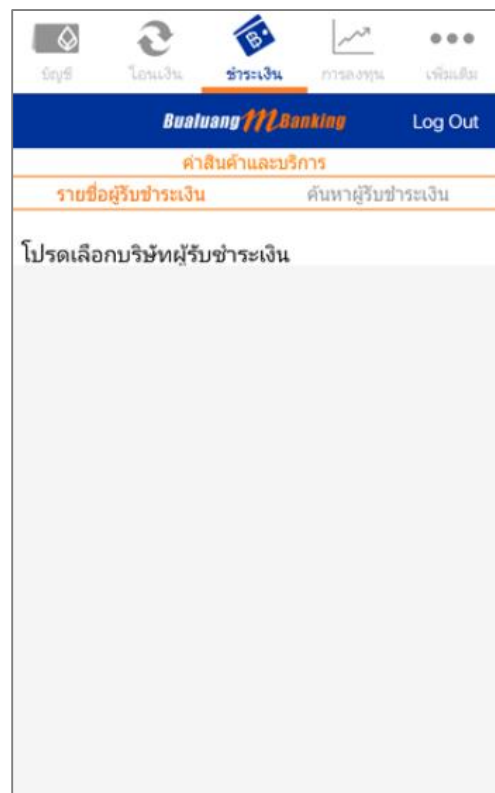 บัญชี โอนเงิน ชำระเงิน การลงทุน เพิ่มเติม
Bualuang mBanking Log Out
ค่าสินค้าและบริการ
รายชื่อผู้รับชำระเงิน ค้นหาผู้รับชำระเงิน
โปรดเลือกบริษัทผู้รับชำระเงิน